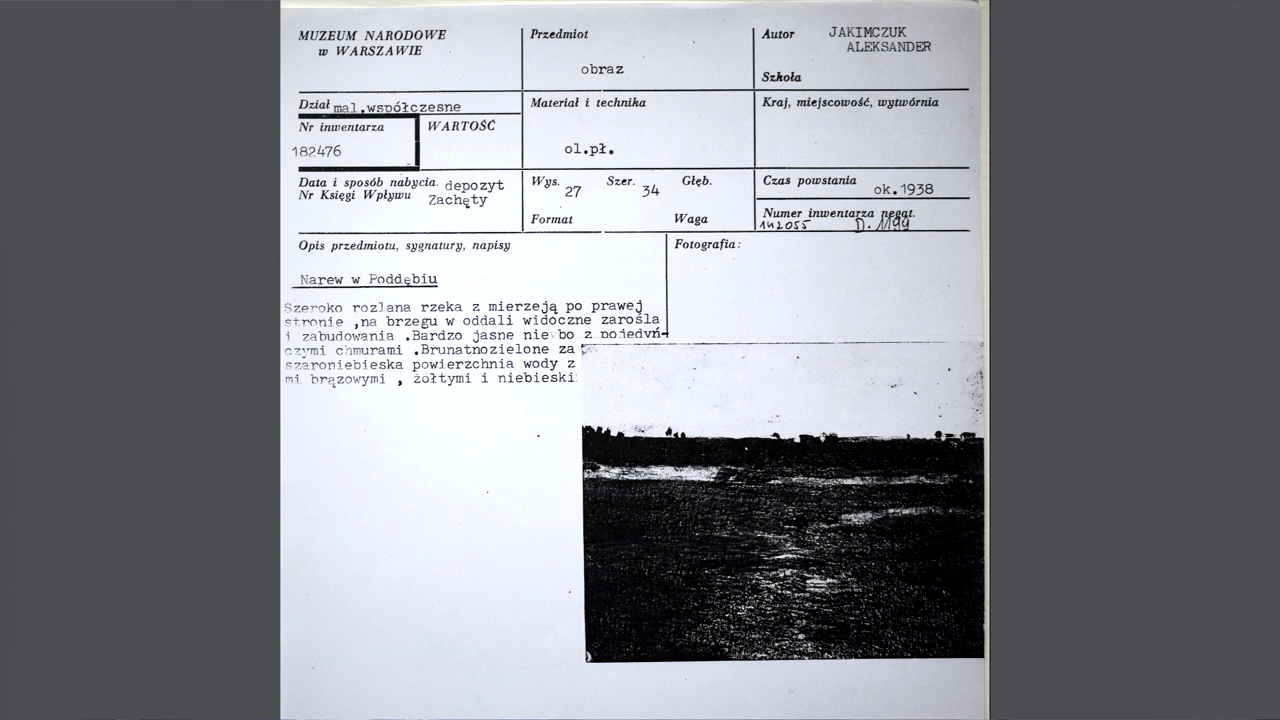 MUZEUM NARODOWE
w WARSZAWIE
Przedmiot
obraz
Autor JAKIMCZUK
ALEKSANDER
Szkoła
Dział mal.współczesne
Materiał i technika
ol.pł.
Kraj, miejscowość, wytwórnia
Nr inwentarza
182476
WARTOŚĆ
Data i sposób nabycia. depozyt
Nr Księgi Wpływu Zachęty
Wys. 27 Szer. 34 Głęb.
Format Waga
Czas powstania
ok.1938
Numer inwentarza negat.
142055 D. 1199
Opis przedmiotu, sygnatury, napisy
Fotografia:
Narew w Poddębiu
Szeroko rozlana rzeka z mierzeją po prawej
stronie ,na brzegu w oddali widoczne zarośla
i zabudowania .Bardzo jasne niebo z pojedyń-
czymi chmurami .Brunatnozielone za
szaroniebieska powierzchnia wody z
mi brązowymi , żółtymi i niebieski